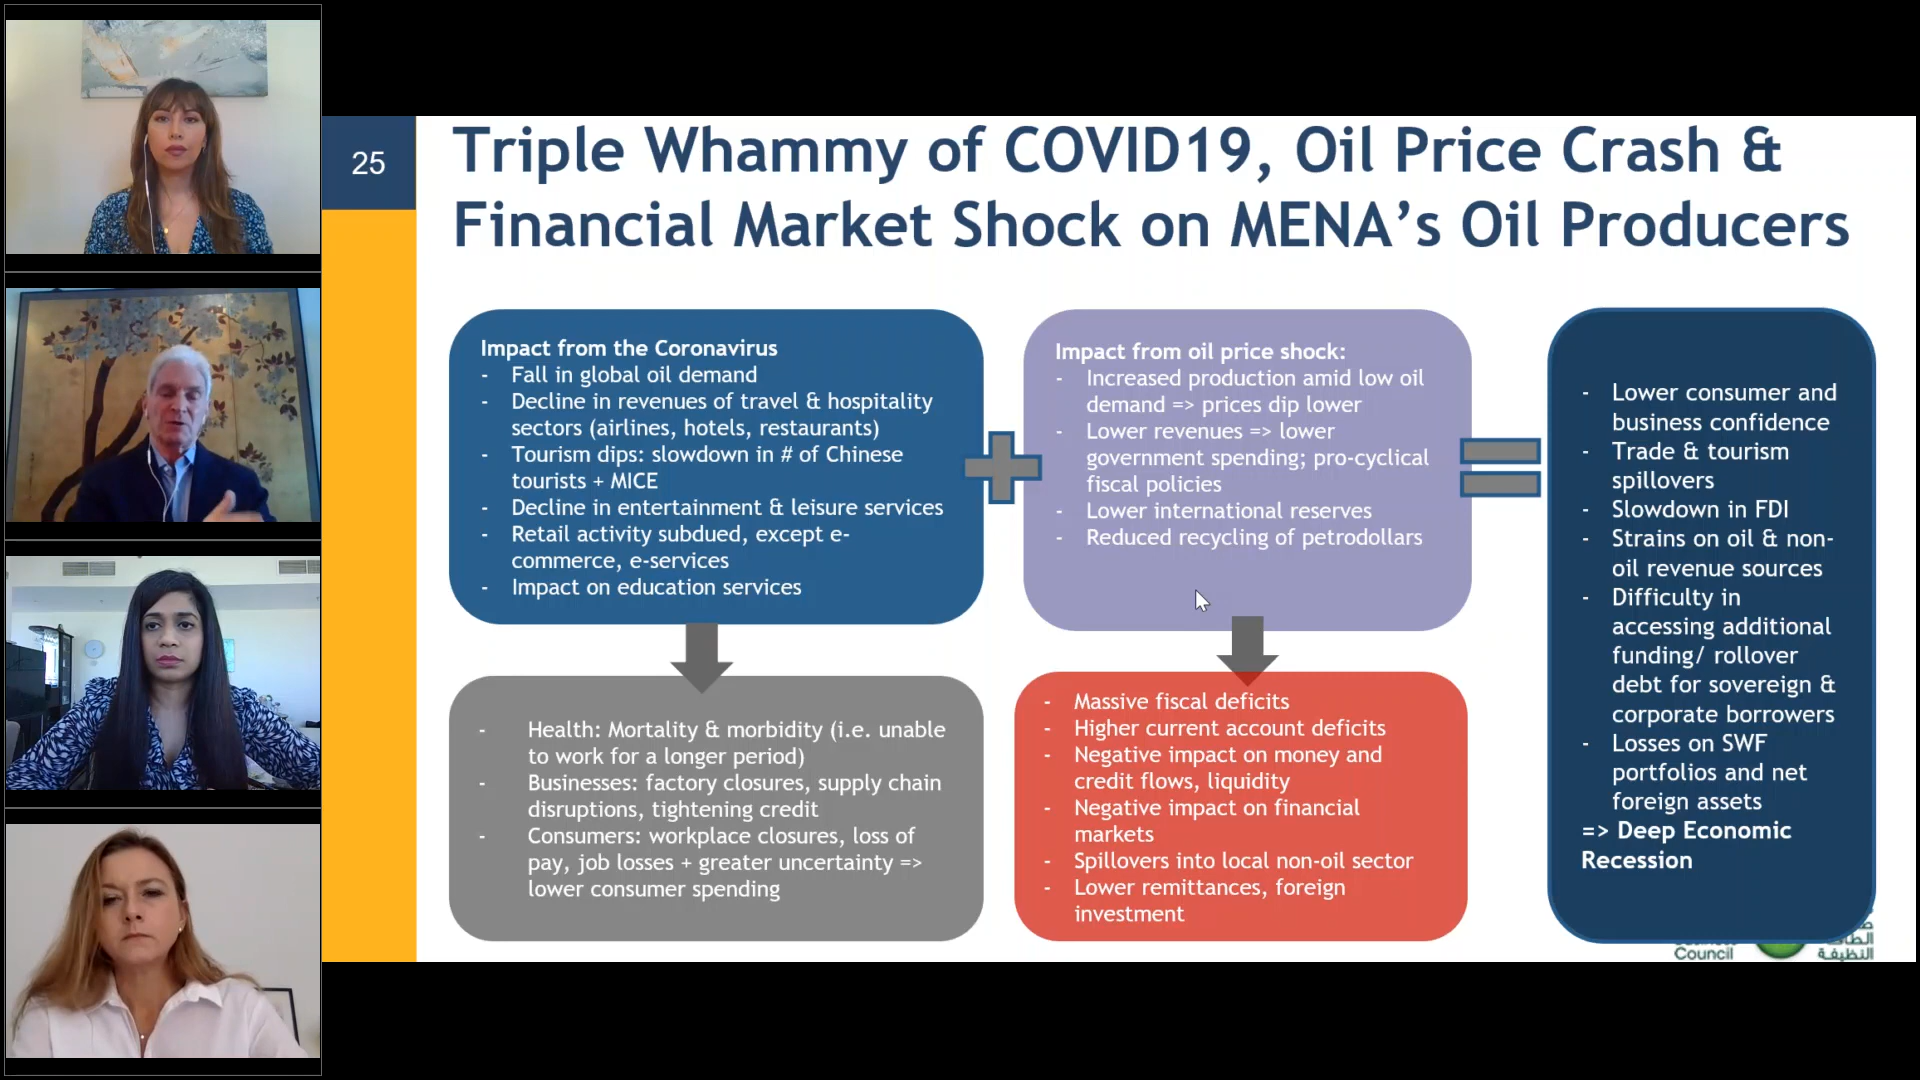 25
Triple Whammy of COVID19, Oil Price Crash &
Financial Market Shock on MENA’s Oil Producers
Impact from the Coronavirus
- Fall in global oil demand
- Decline in revenues of travel & hospitality
sectors (airlines, hotels, restaurants)
- Tourism dips: slowdown in # of Chinese
tourists + MICE
- Decline in entertainment & leisure services
- Retail activity subdued, except e-
commerce, e-services
- Impact on education services
Impact from oil price shock:
- Increased production amid low oil
demand => prices dip lower
- Lower revenues => lower
government spending; pro-cyclical
fiscal policies
- Lower international reserves
- Reduced recycling of petrodollars
- Health: Mortality & morbidity (i.e. unable
to work for a longer period)
- Businesses: factory closures, supply chain
disruptions, tightening credit
- Consumers: workplace closures, loss of
pay, job losses + greater uncertainty =>
lower consumer spending
- Massive fiscal deficits
- Higher current account deficits
- Negative impact on money and
credit flows, liquidity
- Negative impact on financial
markets
- Spillovers into local non-oil sector
- Lower remittances, foreign
investment
- Lower consumer and
business confidence
- Trade & tourism
spillovers
- Slowdown in FDI
- Strains on oil & non-
oil revenue sources
- Difficulty in
accessing additional
funding/ rollover
debt for sovereign &
corporate borrowers
- Losses on SWF
portfolios and net
foreign assets
=> Deep Economic
Recession
Council
الطاقة
النظيفة